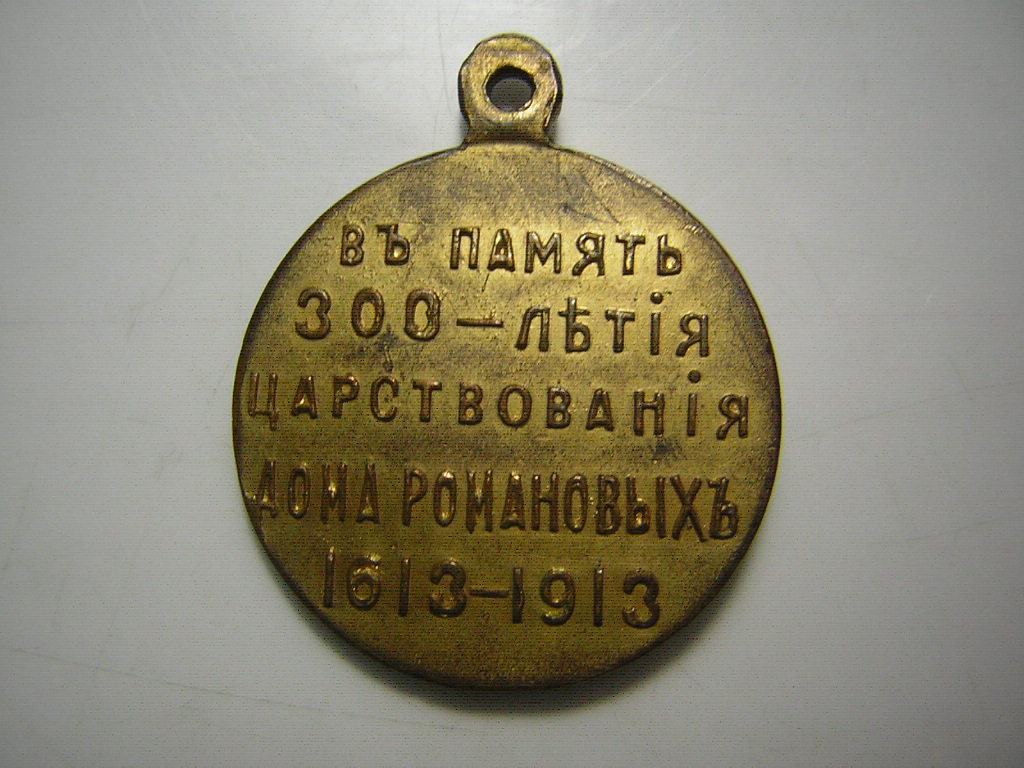 ВЪ ПАМЯТЬ
300-ЛѢТІЯ
ЦАРСТВОВАНІЯ
ДОМА РОМАНОВЫХЪ
1613-1913